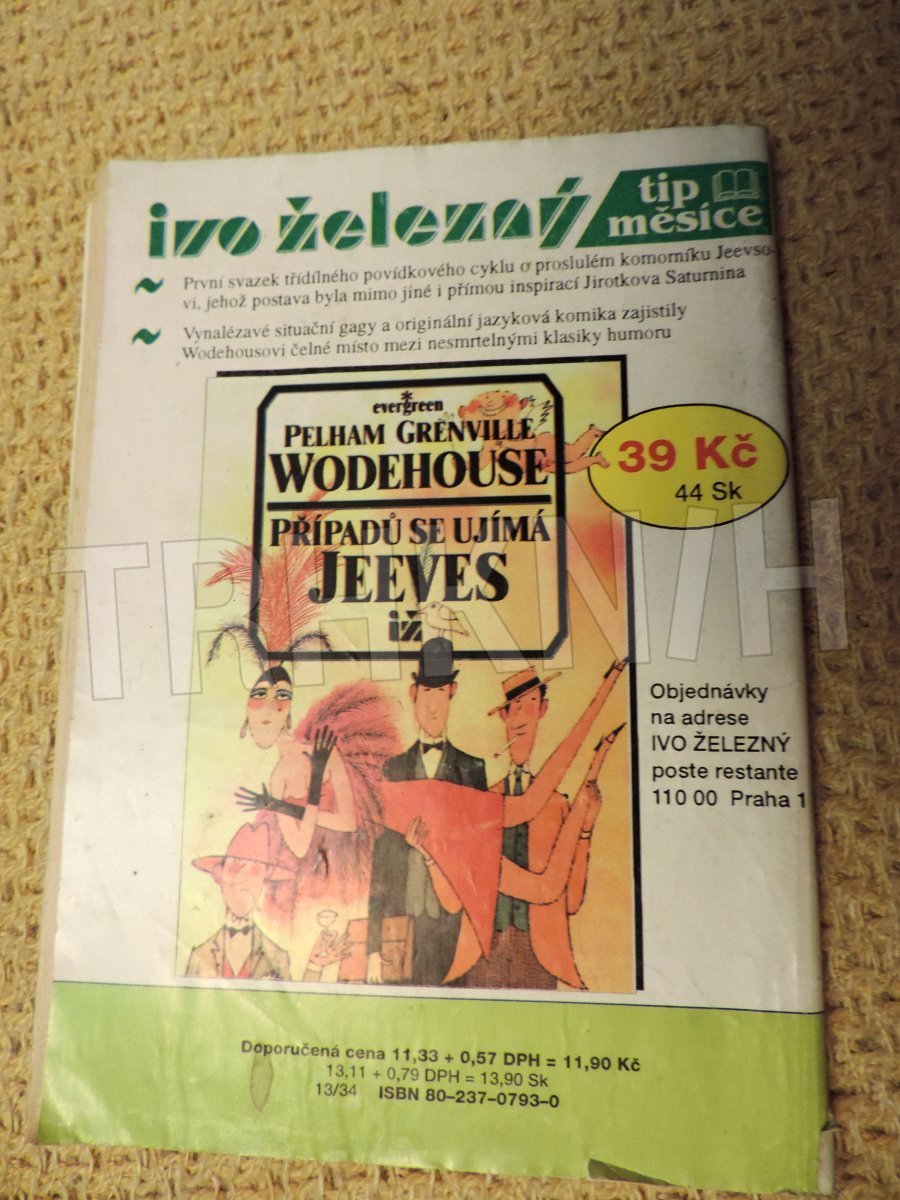 ivo železný
tip
měsíce
~ První svazek třídílného povídkového cyklu o proslulém komorníku Jeevso-
vi, jehož postava byla mimo jiné i přímou inspirací Jirotkova Saturnina
~ Vynalézavé situační gagy a originální jazyková komika zajistily
Wodehousovi čelné místo mezi nesmrtelnými klasiky humoru
evergreen
PELHAM GRENVILLE
WODEHOUSE
PŘÍPADŮ SE UJÍMÁ
JEEVES
iž
39 Kč
44 Sk
Objednávky
na adrese
IVO ŽELEZNÝ
poste restante
110 00 Praha 1
Doporučená cena 11,33 + 0,57 DPH = 11,90 Kč
13,11 + 0,79 DPH = 13,90 Sk
13/34 ISBN 80-237-0793-0